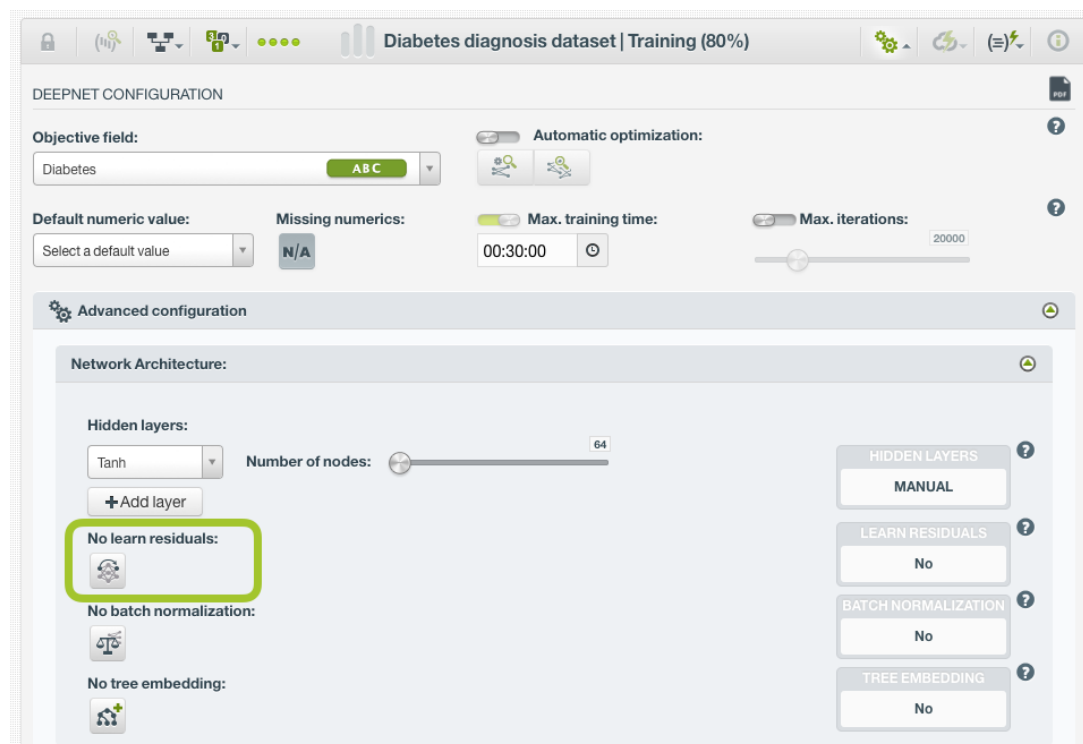 Diabetes diagnosis dataset | Training (80%)
DEEPNET CONFIGURATION
PDF
Objective field:
Automatic optimization:
Diabetes
ABC
Default numeric value:
Missing numerics:
Max. training time:
Max. iterations:
Select a default value
N/A
00:30:00
20000
Advanced configuration
Network Architecture:
Hidden layers:
Tanh
Number of nodes:
64
HIDDEN LAYERS
MANUAL
+Add layer
No learn residuals:
LEARN RESIDUALS
No
No batch normalization:
BATCH NORMALIZATION
No
No tree embedding:
TREE EMBEDDING
No